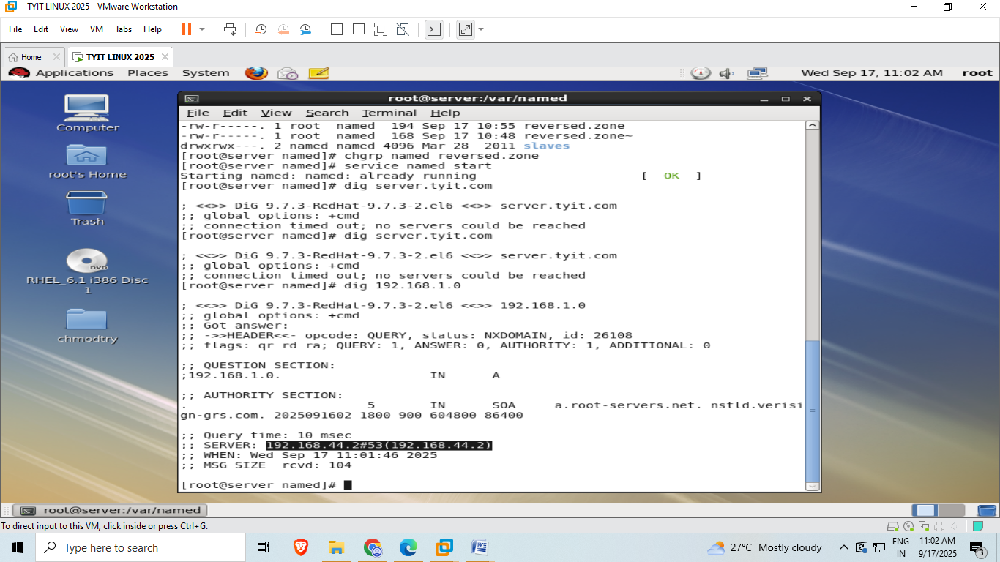 TYIT LINUX 2025 - VMware Workstation
File Edit View VM Tabs Help
Home TYIT LINUX 2025
Applications Places System Wed Sep 17, 11:02 AM root
Computer
root's Home
Trash
DVD
RHEL_6.1 i386 Disc
1
chmodtry
root@server:/var/named
File Edit View Search Terminal Help
-rw-r-----. 1 root named 194 Sep 17 10:55 reversed.zone
-rw-r-----. 1 root named 168 Sep 17 10:48 reversed.zone~
drwxrwx---. 2 named named 4096 Mar 28 2011 slaves
[root@server named]# chgrp named reversed.zone
[root@server named]# service named start
Starting named: named: already running [ OK ]
[root@server named]# dig server.tyit.com
; <<>> DiG 9.7.3-RedHat-9.7.3-2.el6 <<>> server.tyit.com
;; global options: +cmd
;; connection timed out; no servers could be reached
[root@server named]# dig server.tyit.com
; <<>> DiG 9.7.3-RedHat-9.7.3-2.el6 <<>> server.tyit.com
;; global options: +cmd
;; connection timed out; no servers could be reached
[root@server named]# dig 192.168.1.0
; <<>> DiG 9.7.3-RedHat-9.7.3-2.el6 <<>> 192.168.1.0
;; global options: +cmd
;; Got answer:
;; ->>HEADER<<- opcode: QUERY, status: NXDOMAIN, id: 26108
;; flags: qr rd ra; QUERY: 1, ANSWER: 0, AUTHORITY: 1, ADDITIONAL: 0
;; QUESTION SECTION:
;192.168.1.0. IN A
;; AUTHORITY SECTION:
. 5 IN SOA a.root-servers.net. nstld.verisi
gn-grs.com. 2025091602 1800 900 604800 86400
;; Query time: 10 msec
;; SERVER: 192.168.44.2#53(192.168.44.2)
;; WHEN: Wed Sep 17 11:01:46 2025
;; MSG SIZE rcvd: 104
[root@server named]#
root@server:/var/named
To direct input to this VM, click inside or press Ctrl+G.
Type here to search
27°C Mostly cloudy
ENG
IN
11:02 AM
9/17/2025
3